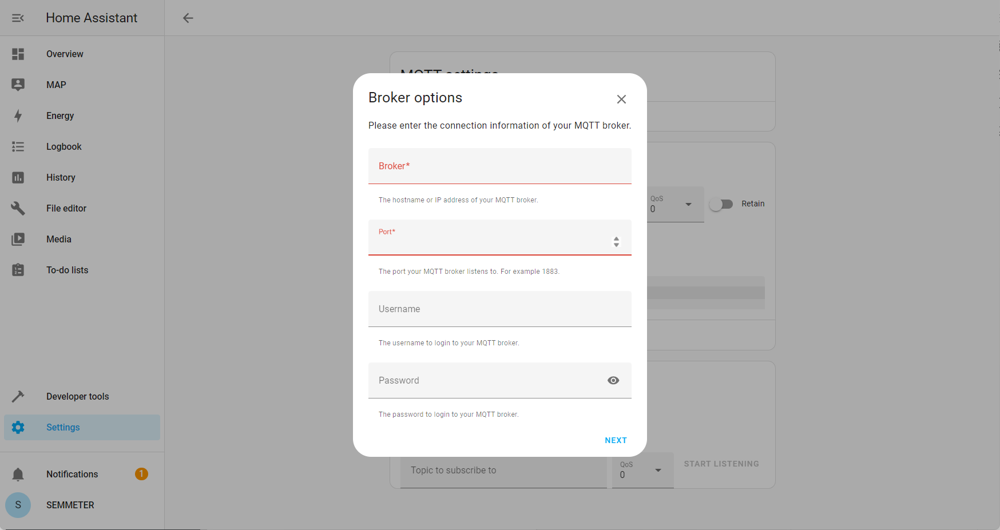 Home Assistant
Overview
MAP
Energy
Logbook
History
File editor
Media
To-do lists
Developer tools
Settings
Notifications
1
S
SEMMETER
MQTT settings
Broker options
Please enter the connection information of your MQTT broker.
Broker*
The hostname or IP address of your MQTT broker.
Port*
The port your MQTT broker listens to. For example 1883.
Username
The username to login to your MQTT broker.
Password
The password to login to your MQTT broker.
NEXT
QoS
0
Retain
Topic to subscribe to
QoS
0
START LISTENING